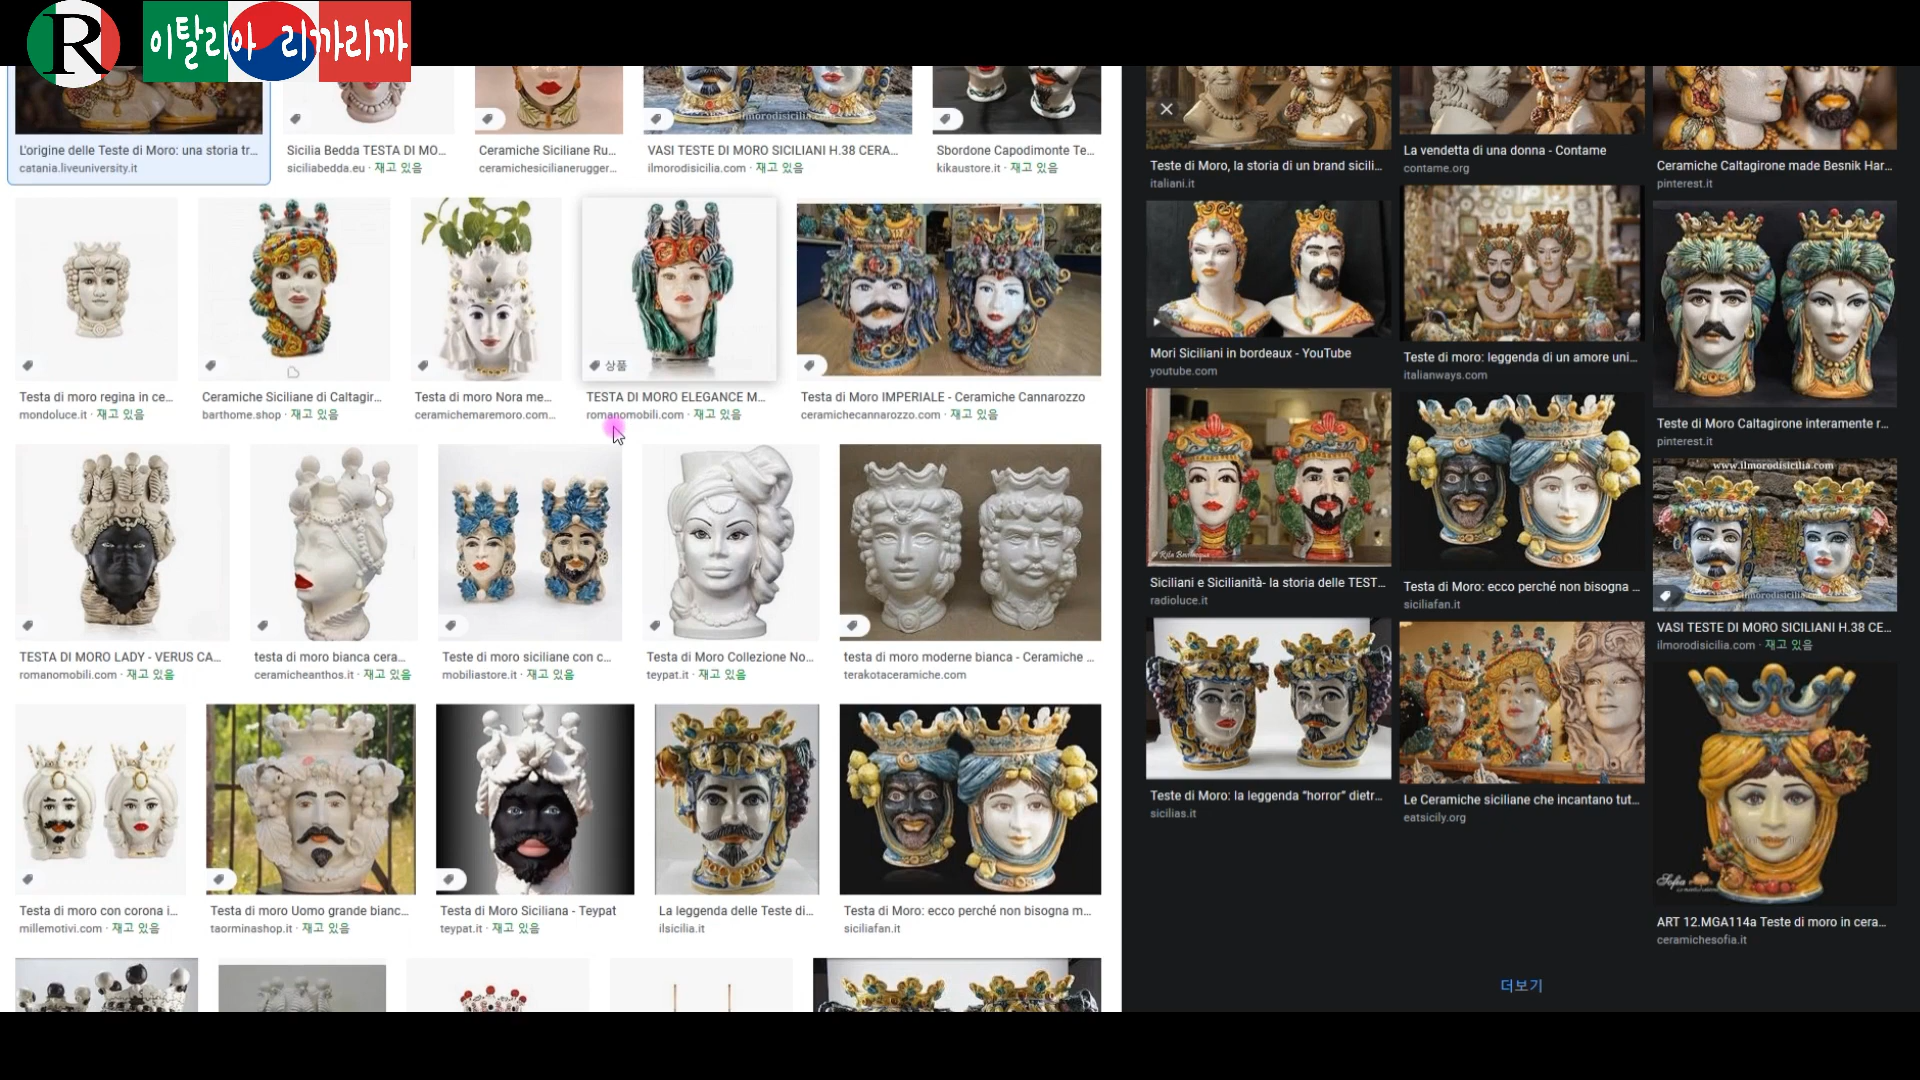 R
이탈리아 리까리까
L'origine delle Teste di Moro: una storia tr...
catania.liveuniversity.it
Sicilia Bedda TESTA DI MO...
siciliabedda.eu · 재고 있음
Ceramiche Siciliane Ru...
ceramichesicilianerugger...
ilmorodisicilia.com
VASI TESTE DI MORO SICILIANI H.38 CERA...
ilmorodisicilia.com · 재고 있음
Sbordone Capodimonte Te...
kikaustore.it · 재고 있음
Testa di moro regina in ce...
mondoluce.it · 재고 있음
Ceramiche Siciliane di Caltagir...
barthome.shop · 재고 있음
Testa di moro Nora me...
ceramichemaremoro.com...
상품
TESTA DI MORO ELEGANCE M...
romanomobili.com · 재고 있음
Testa di Moro IMPERIALE - Ceramiche Cannarozzo
ceramichecannarozzo.com · 재고 있음
TESTA DI MORO LADY - VERUS CA...
romanomobili.com · 재고 있음
testa di moro bianca cera...
ceramicheanthos.it · 재고 있음
Teste di moro siciliane con c...
mobiliastore.it · 재고 있음
Testa di Moro Collezione No...
teypat.it · 재고 있음
testa di moro moderne bianca - Ceramiche ...
terakotaceramiche.com
Testa di moro con corona i...
millemotivi.com · 재고 있음
Testa di moro Uomo grande bianc...
taorminashop.it · 재고 있음
Testa di Moro Siciliana - Teypat
teypat.it · 재고 있음
La leggenda delle Teste di...
ilsicilia.it
Testa di Moro: ecco perché non bisogna m...
siciliafan.it
Teste di Moro, la storia di un brand sicili...
italiani.it
La vendetta di una donna - Contame
contame.org
Ceramiche Caltagirone made Besnik Har...
pinterest.it
Mori Siciliani in bordeaux - YouTube
youtube.com
Teste di moro: leggenda di un amore uni...
italianways.com
Teste di Moro Caltagirone interamente r...
pinterest.it
© Rita Bevilacqua
Siciliani e Sicilianità- la storia delle TEST...
radioluce.it
Testa di Moro: ecco perché non bisogna ...
siciliafan.it
www.ilmorodisicilia.com
ilmorodisicilia.com
VASI TESTE DI MORO SICILIANI H.38 CE...
ilmorodisicilia.com · 재고 있음
Teste di Moro: la leggenda "horror" dietr...
sicilias.it
Le Ceramiche siciliane che incantano tut...
eatsicily.org
Sofia
ART 12.MGA114a Teste di moro in cera...
ceramichesofia.it
더보기